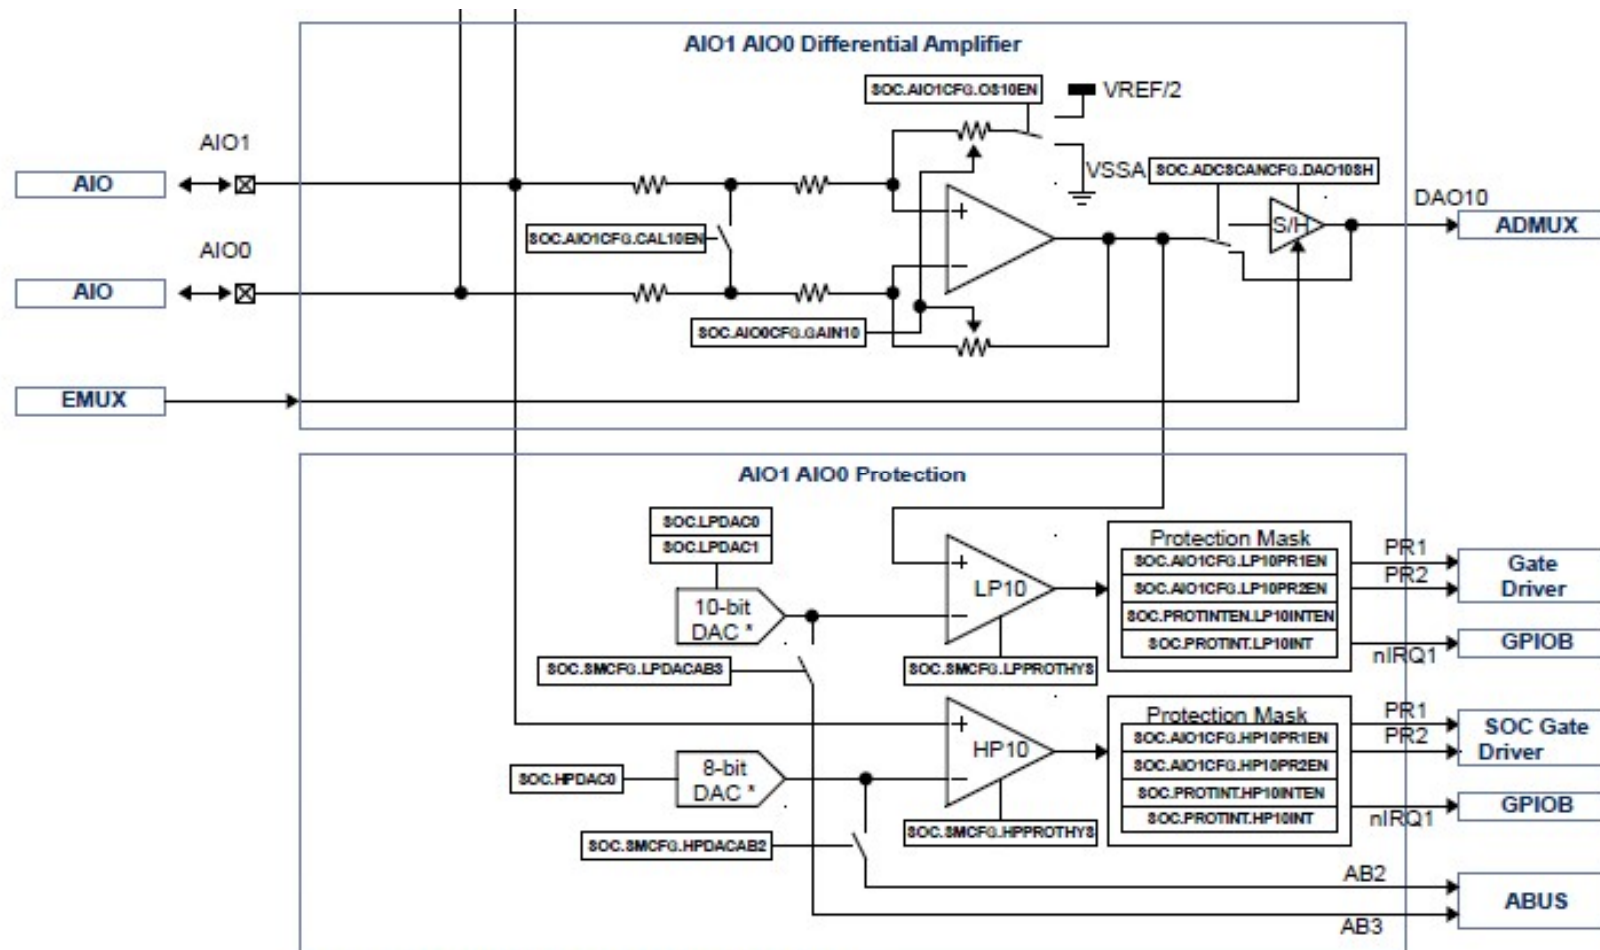 AIO1 AIO0 Differential Amplifier
SOC.AIO1CFG.OS10EN
VREF/2
AIO1
VSSA
SOC.ADCSCANCFG.DAO10SH
AIO
DAO10
+
S/H
ADMUX
AIO0
SOC.AIO1CFG.CAL10EN
AIO
SOC.AIO0CFG.GAIN10
EMUX
AIO1 AIO0 Protection
SOC.LPDAC0
SOC.LPDAC1
Protection Mask
PR1
SOC.AIO1CFG.LP10PR1EN
+
Gate
Driver
PR2
SOC.AIO1CFG.LP10PR2EN
LP10
10-bit
DAC *
SOC.PROTINTEN.LP10INTEN
SOC.PROTINT.LP10INT
GPIOB
nIRQ1
SOC.SMCFG.LPDACAB3
SOC.SMCFG.LPPROTHYS
Protection Mask
PR1
SOC.AIO1CFG.HP10PR1EN
+
SOC Gate
Driver
PR2
HP10
SOC.AIO1CFG.HP10PR2EN
SOC.HPDAC0
8-bit
DAC *
SOC.PROTINT.HP10INTEN
SOC.PROTINT.HP10INT
GPIOB
nIRQ1
SOC.SMCFG.HPPROTHYS
SOC.SMCFG.HPDACAB2
AB2
ABUS
AB3